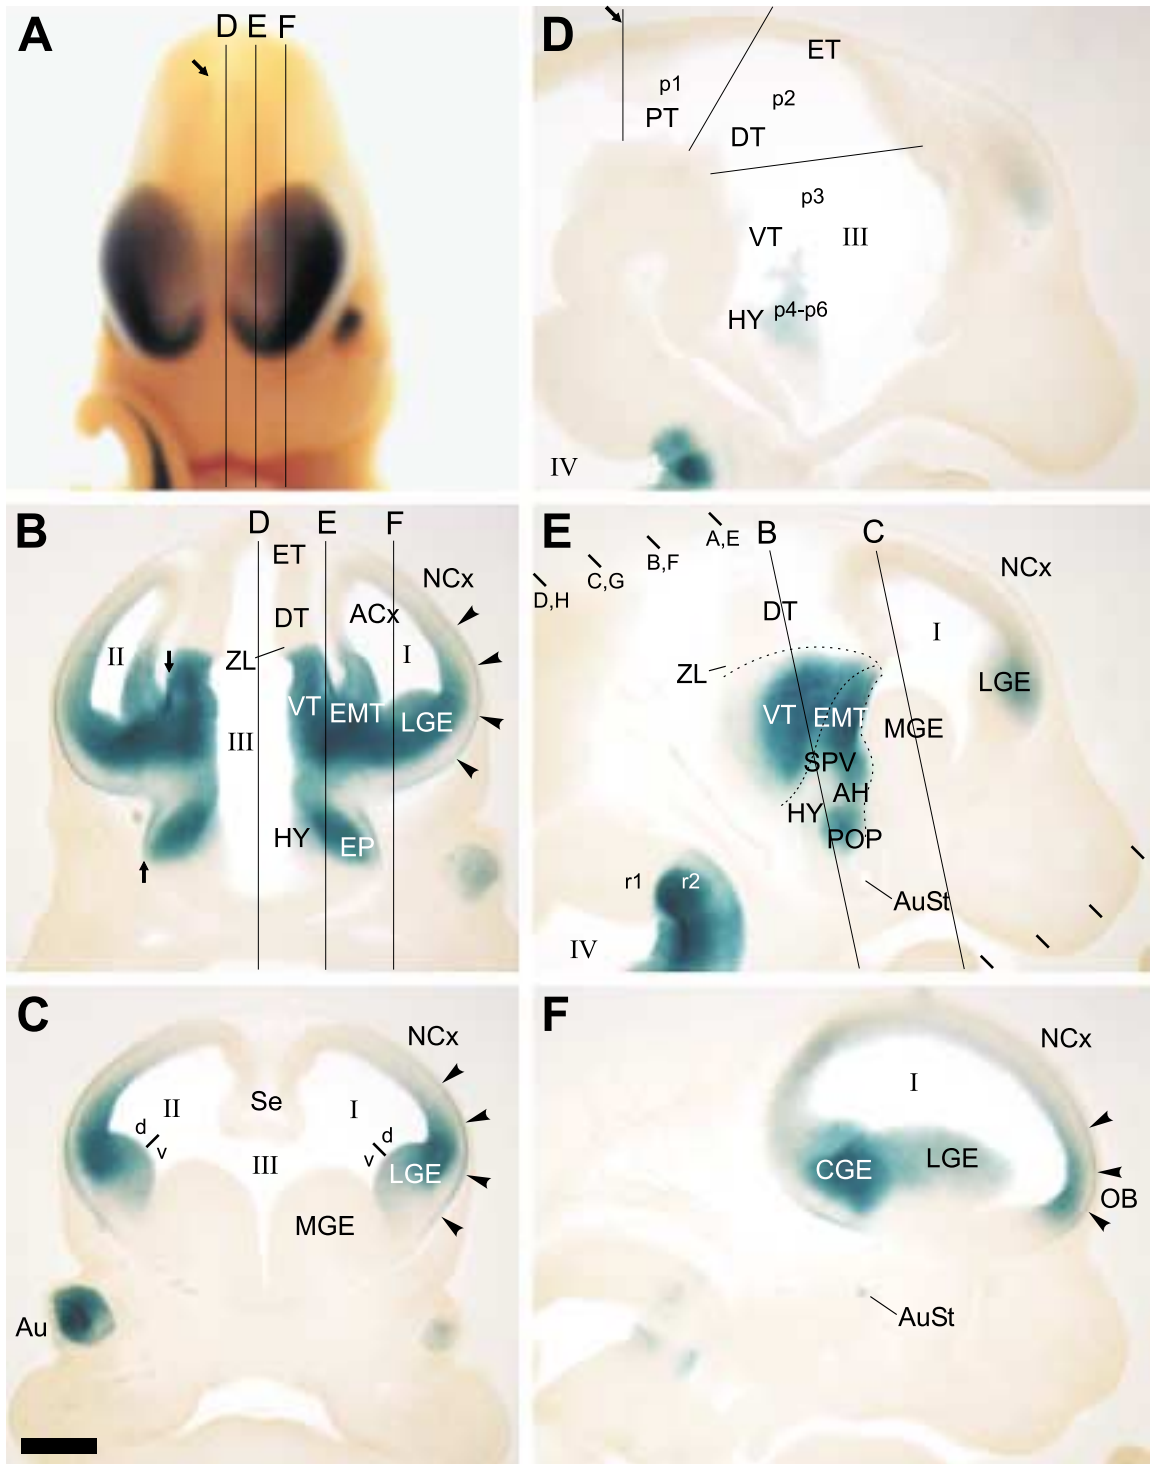 A
D E F
D
ET
p1
PT
p2
DT
p3
VT
III
HY
p4-p6
IV
B
D E F
ET
NCx
DT
ACx
II
ZL
I
VT
EMT
LGE
III
HY
EP
E
A,E
B,F
C,G
D,H
B
C
NCx
DT
I
ZL
LGE
VT
EMT
MGE
SPV
AH
HY
POP
r1
r2
AuSt
IV
C
NCx
II
Se
I
d
v
d
v
III
LGE
MGE
Au
F
NCx
I
CGE
LGE
OB
AuSt